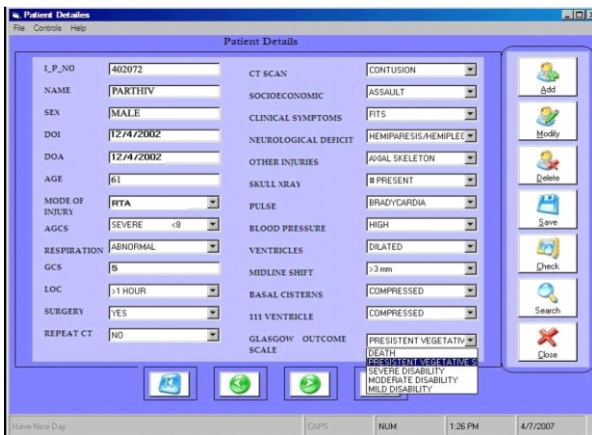 Patient Detailes
File Controls Help
Patient Details
I_P_NO 402072
NAME PARTHIV
SEX MALE
DOI 12/4/2002
DOA 12/4/2002
AGE 61
MODE OF INJURY RTA
AGCS SEVERE <8
RESPIRATION ABNORMAL
GCS 5
LOC >1 HOUR
SURGERY YES
REPEAT CT NO
CT SCAN CONTUSION
SOCIOECONOMIC ASSAULT
CLINICAL SYMPTOMS FITS
NEUROLOGICAL DEFICIT HEMIPARESIS/HEMIPLEG
OTHER INJURIES AXIAL SKELETON
SKULL XRAY # PRESENT
PULSE BRADYCARDIA
BLOOD PRESSURE HIGH
VENTRICLES DILATED
MIDLINE SHIFT >3 mm
BASAL CISTERNS COMPRESSED
111 VENTRICLE COMPRESSED
GLASGOW OUTCOME SCALE PRESISTENT VEGETATIV
DEATH
PRESISTENT VEGETATIVE S
SEVERE DISABILITY
MODERATE DISABILITY
MILD DISABILITY
Add
Modify
Delete
Save
Check
Search
Close
Have Nice Day CAPS NUM 1:26 PM 4/7/2007